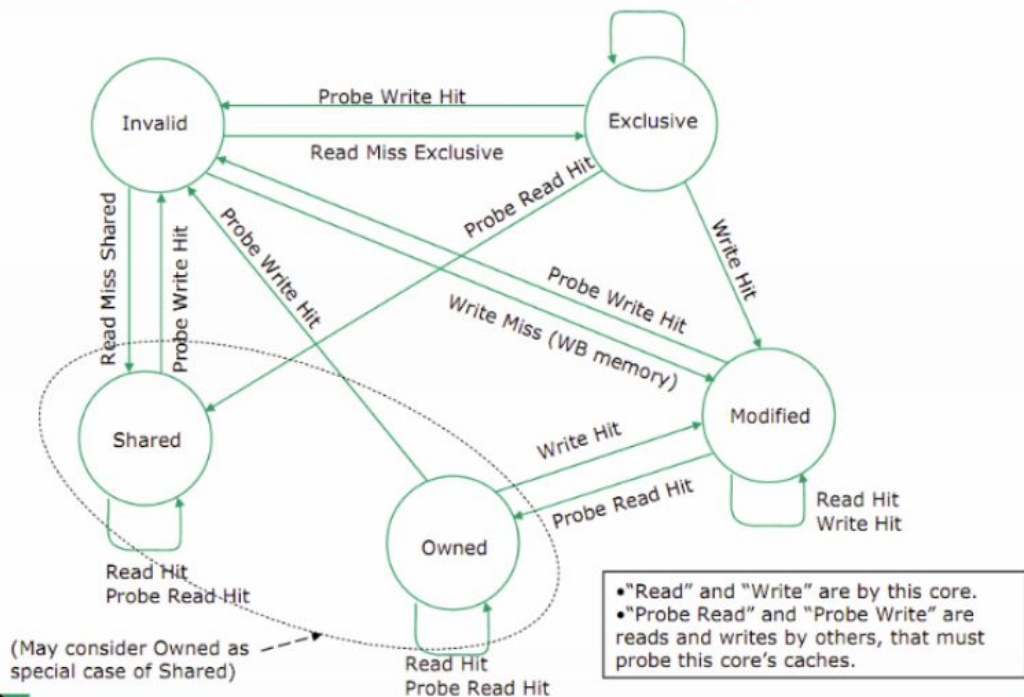 Probe Write Hit
Invalid
Exclusive
Read Miss Exclusive
Probe Read Hit
Read Miss Shared
Probe Write Hit
Probe Write Hit
Write Hit
Probe Write Hit
Write Miss (WB memory)
Shared
Modified
Write Hit
Probe Read Hit
Read Hit
Write Hit
Owned
Read Hit
Probe Read Hit
(May consider Owned as
special case of Shared)
Read Hit
Probe Read Hit
•“Read” and “Write” are by this core.
•“Probe Read” and “Probe Write” are
reads and writes by others, that must
probe this core’s caches.